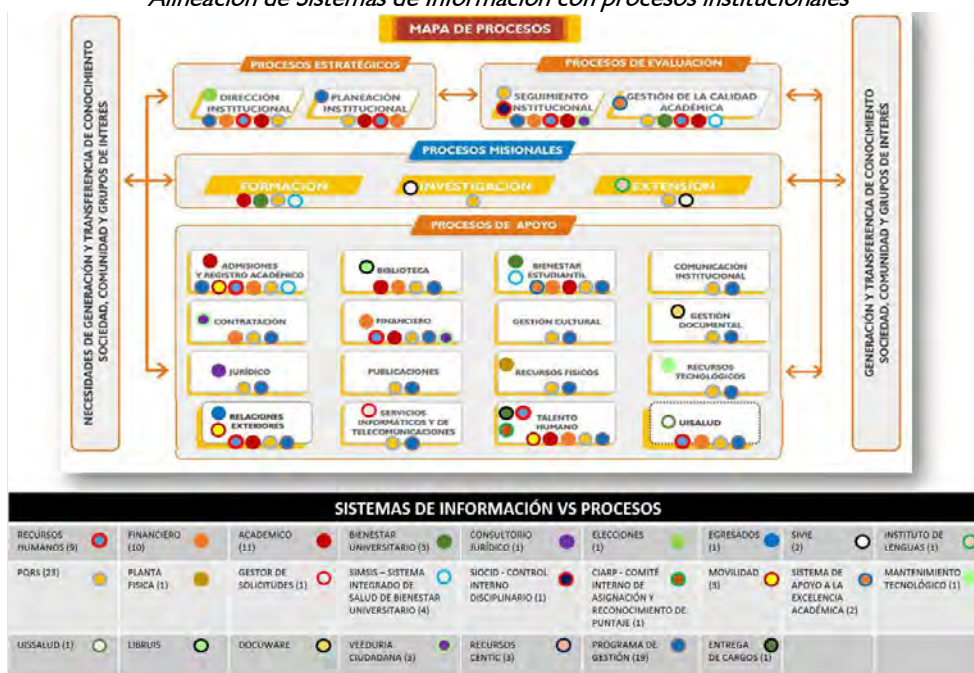 Alineación de Sistemas de Información con procesos institucionales
MAPA DE PROCESOS
NECESIDADES DE GENERACIÓN Y TRANSFERENCIA DE CONOCIMIENTO
SOCIEDAD, COMUNIDAD Y GRUPOS DE INTERÉS
PROCESOS ESTRATÉGICOS
DIRECCIÓN
INSTITUCIONAL
PLANEACIÓN
INSTITUCIONAL
PROCESOS DE EVALUACIÓN
SEGUIMIENTO
INSTITUCIONAL
GESTIÓN DE LA CALIDAD
ACADÉMICA
PROCESOS MISIONALES
FORMACIÓN
INVESTIGACIÓN
EXTENSIÓN
PROCESOS DE APOYO
ADMISIONES
Y REGISTRO ACADÉMICO
BIBLIOTECA
BIENESTAR
ESTUDIANTIL
COMUNICACIÓN
INSTITUCIONAL
CONTRATACIÓN
FINANCIERO
GESTIÓN CULTURAL
GESTIÓN
DOCUMENTAL
JURÍDICO
PUBLICACIONES
RECURSOS FÍSICOS
RECURSOS
TECNOLÓGICOS
RELACIONES
EXTERIORES
SERVICIOS
INFORMÁTICOS Y DE
TELECOMUNICACIONES
TALENTO
HUMANO
UISALUD
GENERACIÓN Y TRANSFERENCIA DE CONOCIMIENTO
SOCIEDAD, COMUNIDAD Y GRUPOS DE INTERÉS
SISTEMAS DE INFORMACIÓN VS PROCESOS
RECURSOS
HUMANOS (9)
FINANCIERO
(10)
ACADEMICO
(11)
BIENESTAR
UNIVERSITARIO (3)
CONSULTORIO
JURÍDICO (1)
ELECCIONES
(1)
EGRESADOS
(1)
SIVIE
(2)
INSTITUTO DE
LENGUAS (1)
PQRS (23)
PLANTA
FISICA (1)
GESTOR DE
SOLICITUDES (1)
SIMSIS – SISTEMA
INTEGRADO DE
SALUD DE BIENESTAR
UNIVERSITARIO (4)
SIOCID - CONTROL
INTERNO
DISCIPLINARIO (1)
CIARP - COMITÉ
INTERNO DE
ASIGNACIÓN Y
RECONOCIMIENTO DE
PUNTAJE (1)
MOVILIDAD
(3)
SISTEMA DE
APOYO A LA
EXCELENCIA
ACADÉMICA (2)
MANTENIMIENTO
TECNOLÓGICO (1)
UISSALUD (1)
LIBRUIS
DOCUWARE
VEEDURIA
CIUDADANA (3)
RECURSOS
CENTIC (3)
PROGRAMA DE
GESTIÓN (19)
ENTREGA
DE CARGOS (1)